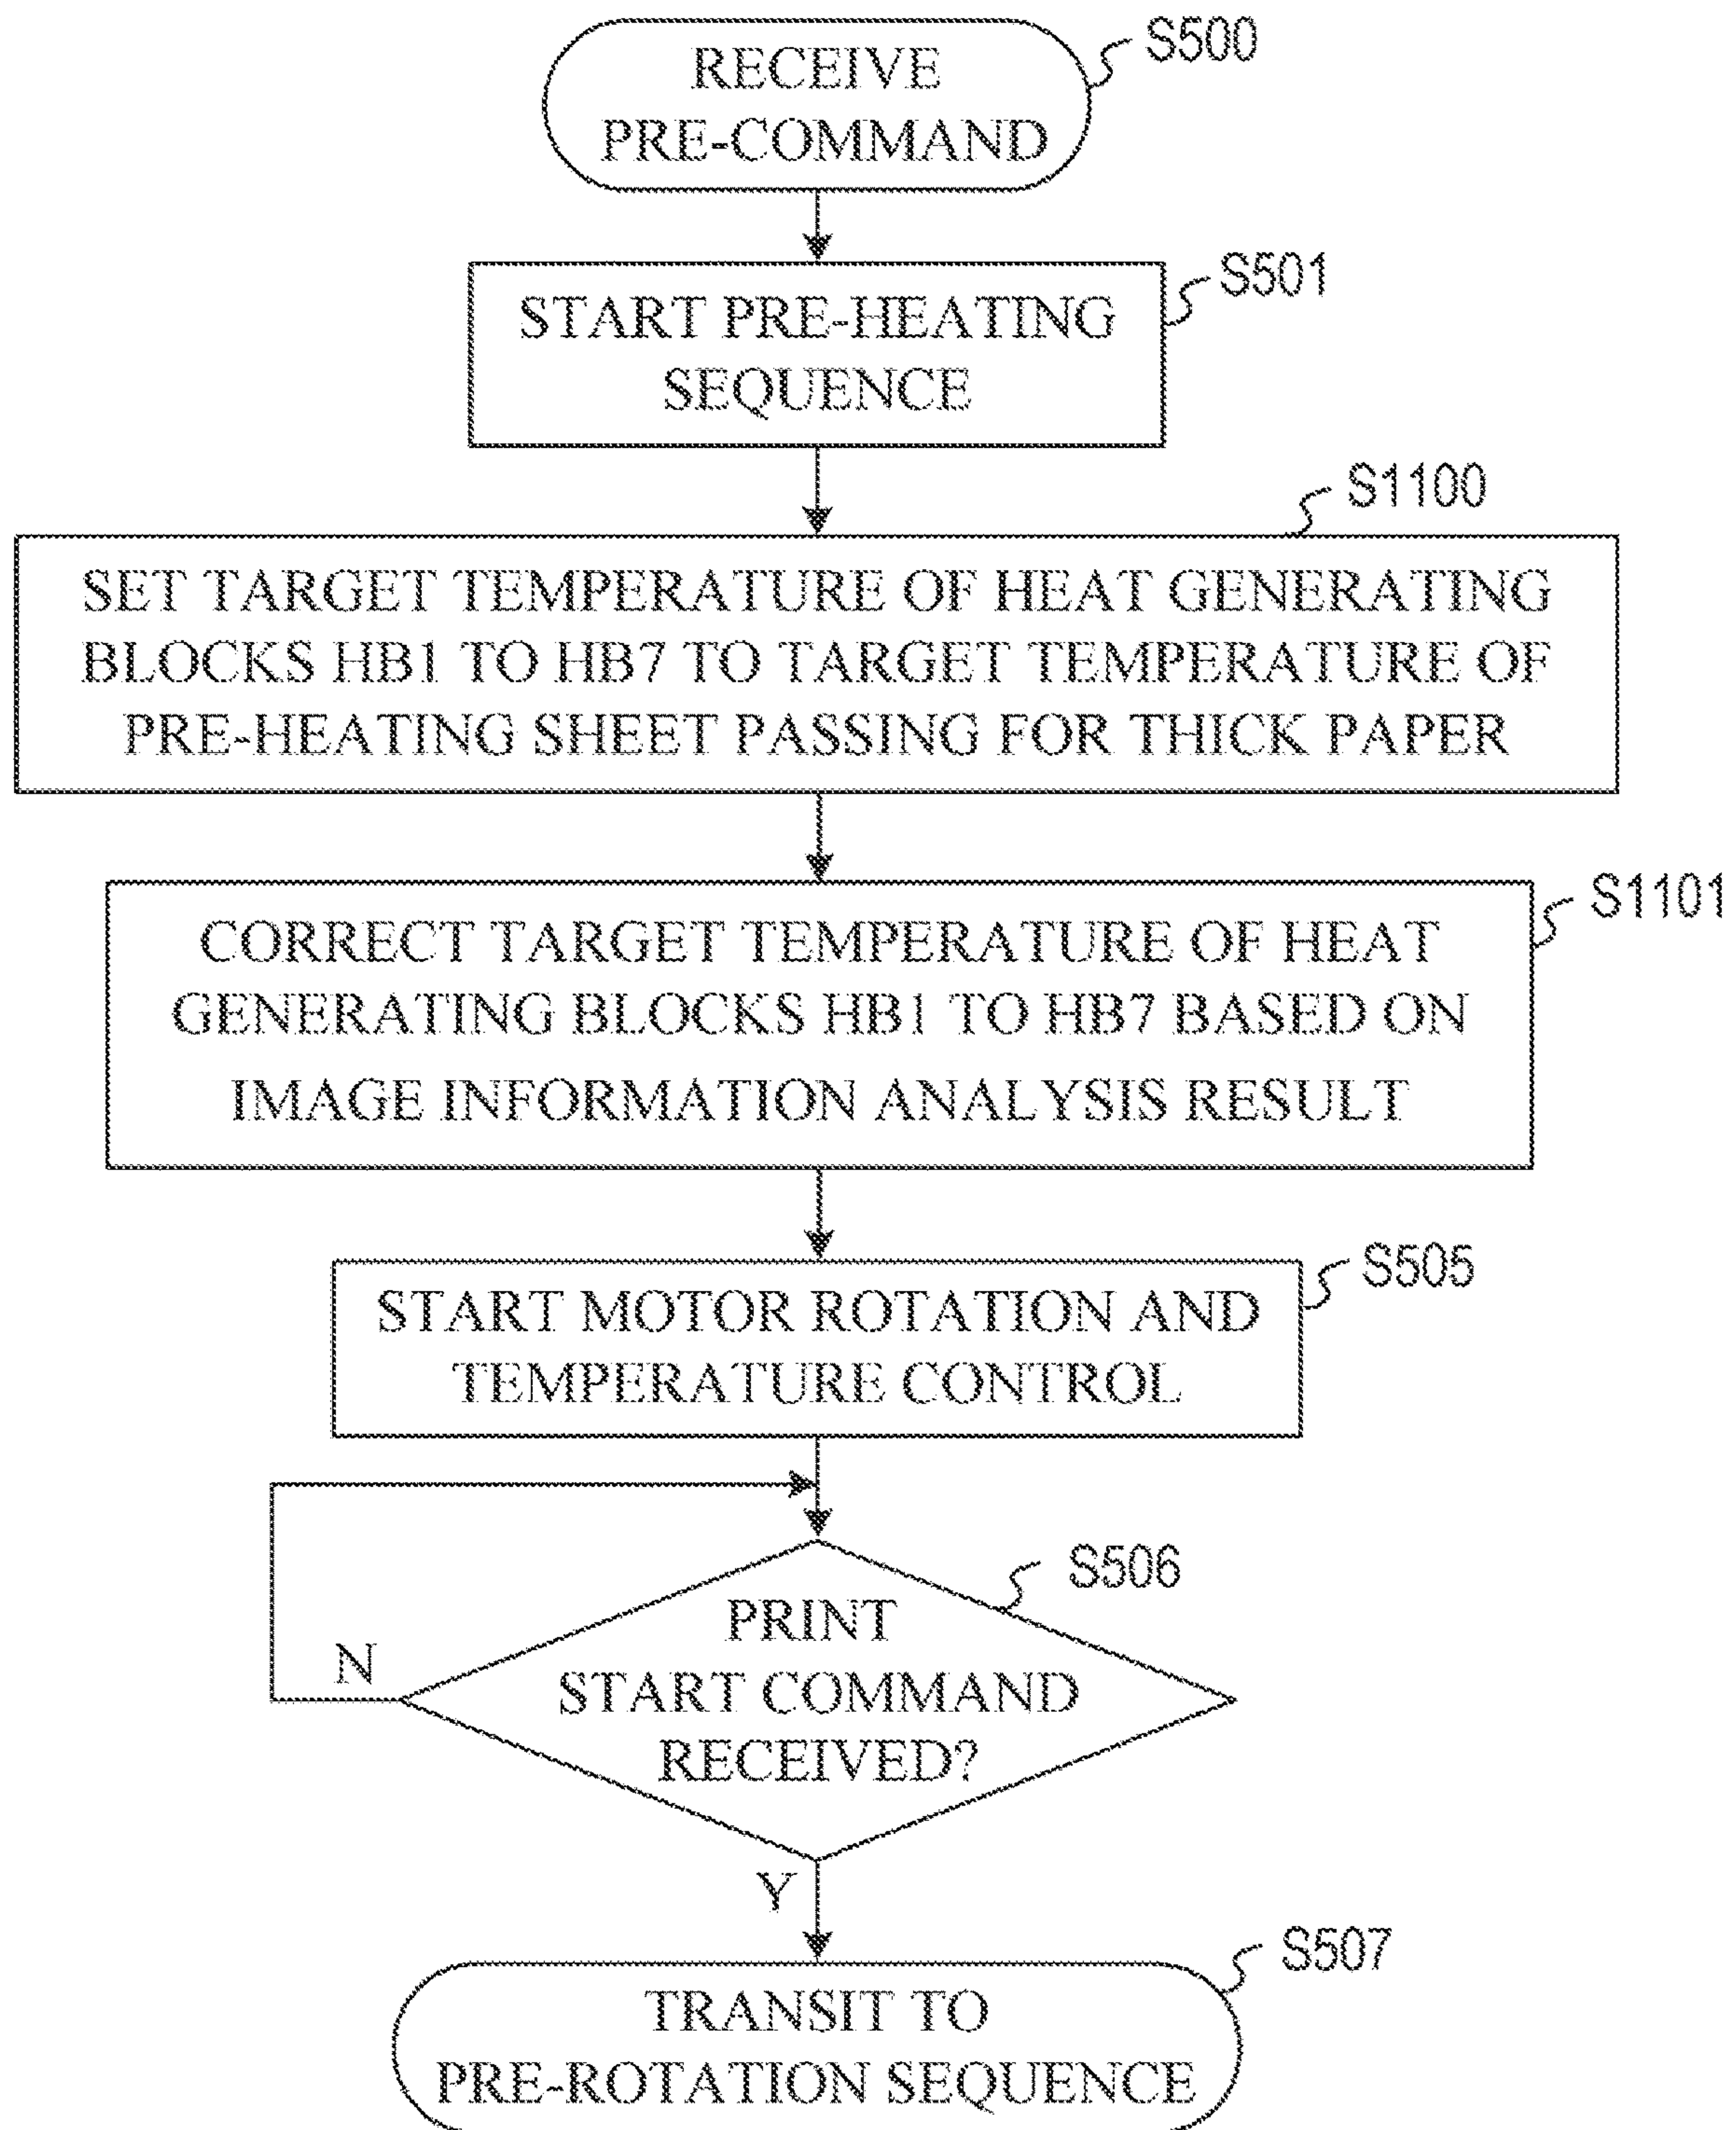 RECEIVE
PRE-COMMAND
S500
START PRE-HEATING
SEQUENCE
S501
S1100
SET TARGET TEMPERATURE OF HEAT GENERATING
BLOCKS HB1 TO HB7 TO TARGET TEMPERATURE OF
PRE-HEATING SHEET PASSING FOR THICK PAPER
S1101
CORRECT TARGET TEMPERATURE OF HEAT
GENERATING BLOCKS HB1 TO HB7 BASED ON
IMAGE INFORMATION ANALYSIS RESULT
S505
START MOTOR ROTATION AND
TEMPERATURE CONTROL
S506
PRINT
START COMMAND
RECEIVED?
N
Y
S507
TRANSIT TO
PRE-ROTATION SEQUENCE